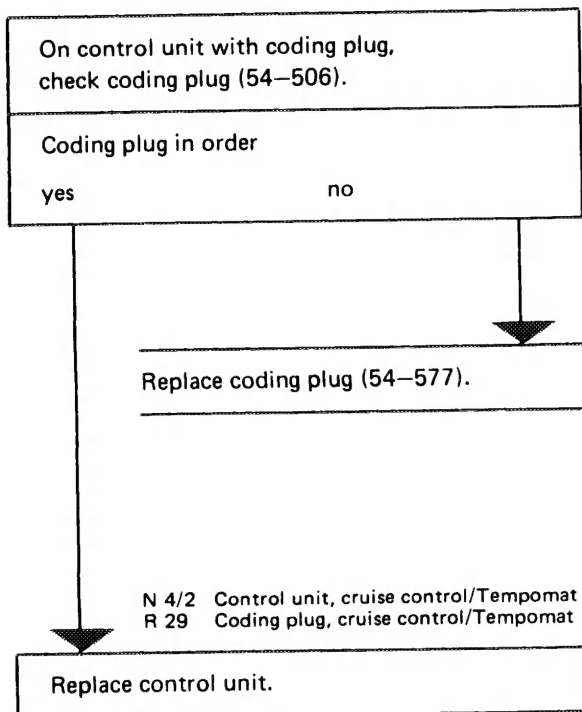 On control unit with coding plug,
check coding plug (54—506).
Coding plug in order
yes no
Replace coding plug (54—577).
N 4/2 Control unit, cruise control/Tempomat
R 29 Coding plug, cruise control/Tempomat
Replace control unit.